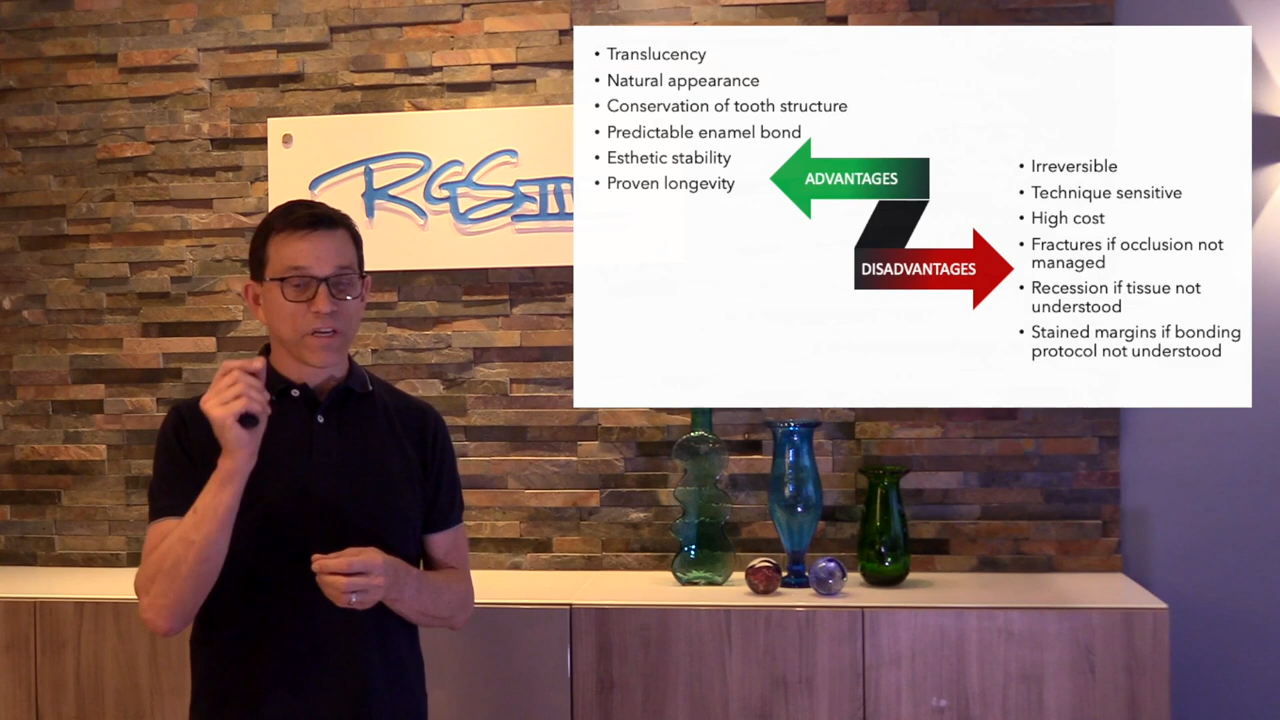 RGSIII
• Translucency
• Natural appearance
• Conservation of tooth structure
• Predictable enamel bond
• Esthetic stability
• Proven longevity
ADVANTAGES
DISADVANTAGES
• Irreversible
• Technique sensitive
• High cost
• Fractures if occlusion not
managed
• Recession if tissue not
understood
• Stained margins if bonding
protocol not understood